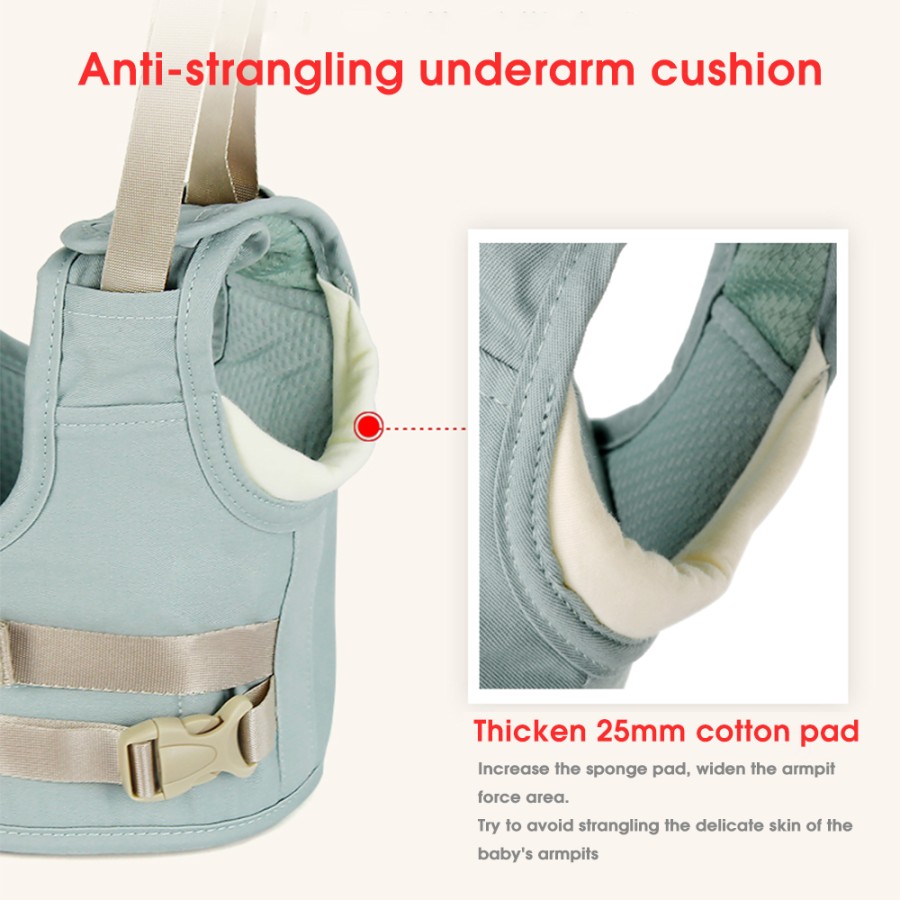 Anti-strangling underarm cushion
Thicken 25mm cotton pad
Increase the sponge pad, widen the armpit
force area.
Try to avoid strangling the delicate skin of the
baby's armpits